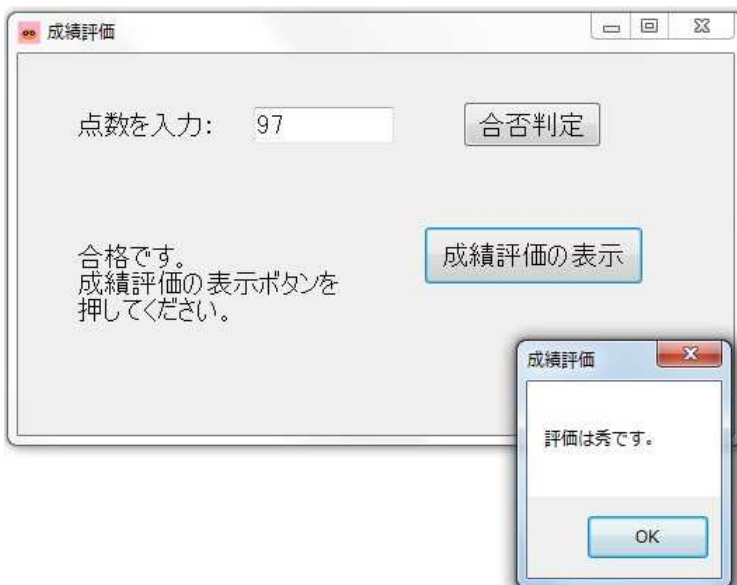 成績評価
点数を入力: 97 合否判定
合格です。
成績評価の表示ボタンを
押してください。
成績評価の表示
成績評価
評価は秀です。
OK